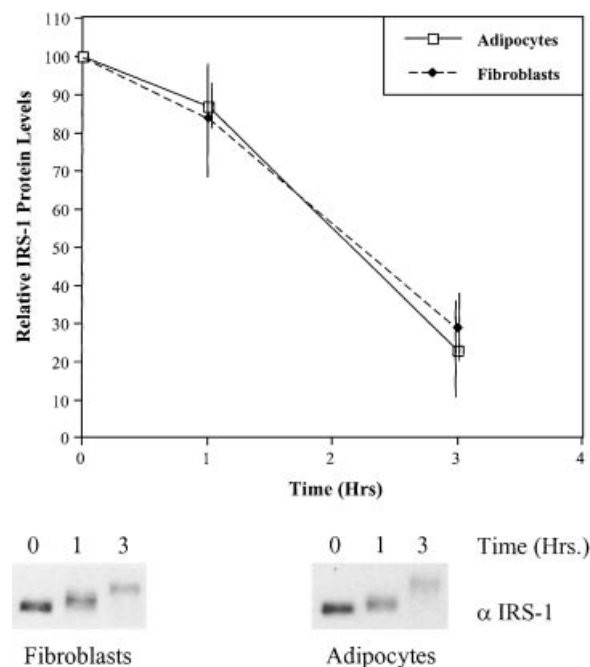 110
100
90
80
70
60
50
40
30
20
10
0
Relative IRS-1 Protein Levels
Adipocytes
Fibroblasts
0 1 2 3 4
Time (Hrs)
0 1 3 0 1 3 Time (Hrs.)
α IRS-1
Fibroblasts Adipocytes